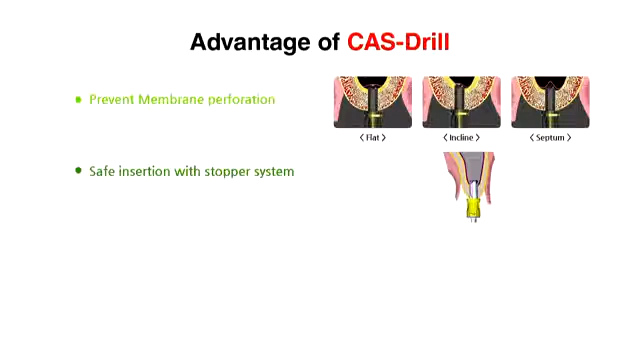 Advantage of CAS-Drill
Prevent Membrane perforation
< Flat >
< Incline >
< Septum >
Safe insertion with stopper system